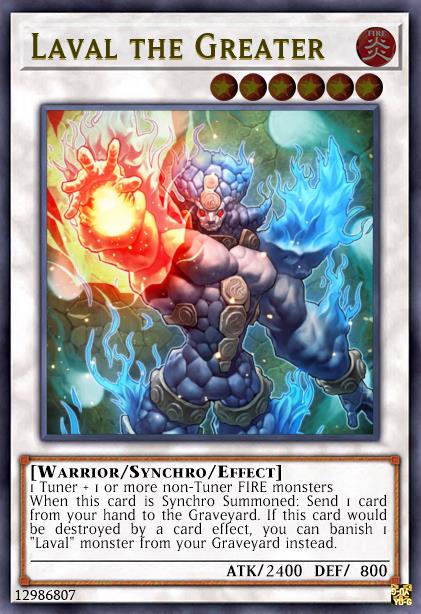 LAVAL THE GREATER
FIRE
炎
[WARRIOR/SYNCHRO/EFFECT]
1 Tuner + 1 or more non-Tuner FIRE monsters
When this card is Synchro Summoned: Send 1 card
from your hand to the Graveyard. If this card would
be destroyed by a card effect, you can banish 1
"Laval" monster from your Graveyard instead.
ATK/2400 DEF/ 800
12986807